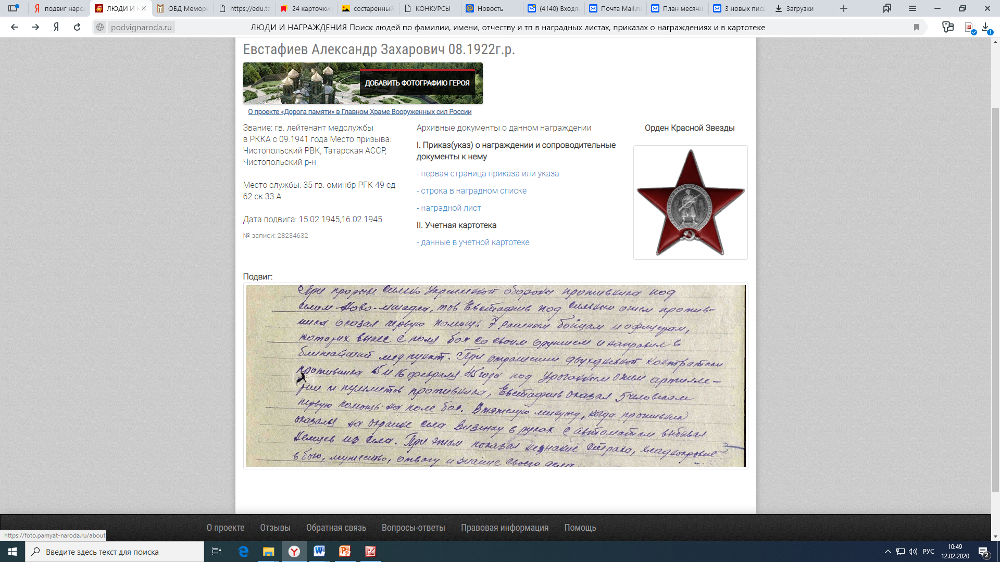 подвиг наро
ЛЮДИ И Н
ОБД Мемори
https://edu.ta
24 карточки
состаренный
КОНКУРСЫ
Новость
(4140) Входящ
Почта Mail.ru
План месячн
3 новых пись
Загрузки
podvignaroda.ru
ЛЮДИ И НАГРАЖДЕНИЯ Поиск людей по фамилии, имени, отчеству и тп в наградных листах, приказах о награждениях и в картотеке
1
Евстафиев Александр Захарович 08.1922г.р.
ДОБАВИТЬ ФОТОГРАФИЮ ГЕРОЯ
О проекте «Дорога памяти» в Главном Храме Вооруженных сил России
Звание: гв. лейтенант медслужбы
в РККА с 09.1941 года Место призыва:
Чистопольский РВК, Татарская АССР,
Чистопольский р-н
Место службы: 35 гв. оминбр РГК 49 сд
62 ск 33 А
Дата подвига: 15.02.1945,16.02.1945
№ записи: 28234632
Архивные документы о данном награждении
I. Приказ(указ) о награждении и сопроводительные
документы к нему
- первая страница приказа или указа
- строка в наградном списке
- наградной лист
II. Учетная картотека
- данные в учетной картотеке
Орден Красной Звезды
Подвиг:
При прорыве сильно укрепленной обороны противника под
селом Ново-, тов Евстафиев под сильным огнем против-
ника оказал первую помощь 7 раненым бойцам и офицерам,
которых вынес с поля боя со своим оружием и направил в
ближайший медпункт. При отражении двухдневной контратаки
противника 15 и 16 февраля 45 года под ураганным огнем артилле-
рии и пулеметов противника, Евстафиев оказал 5 человекам
первую помощь на поле боя. В тяжелую минуту, когда противник
оказался на окраине села Визенау в руках с автоматом выбивал
Немцев из села. При этом показал незнание страха, хладнокровие
в бою, мужество, отвагу и знание своего дела.
О проекте
Отзывы
Обратная связь
Вопросы-ответы
Правовая информация
Помощь
https://foto.pamyat-naroda.ru/about
Введите здесь текст для поиска
РУС
10:49
12.02.2020
2